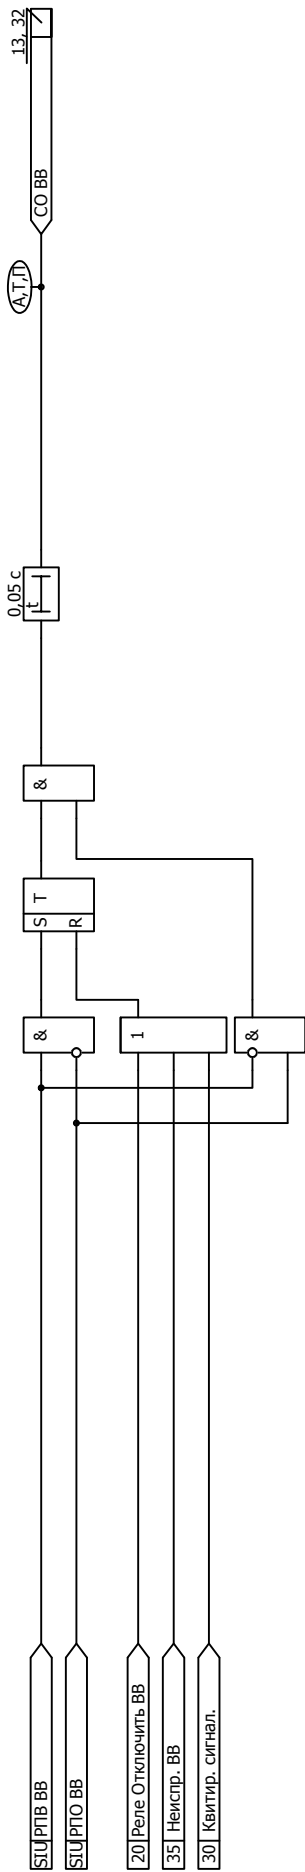 SIU РПВ ВВ
SIU РПО ВВ
20 Реле Отключить ВВ
35 Неиспр. ВВ
30 Квитир. сигнал.
&
1
&
S T
R
&
0,05 с
t
А,Т,П
СО ВВ
13, 32